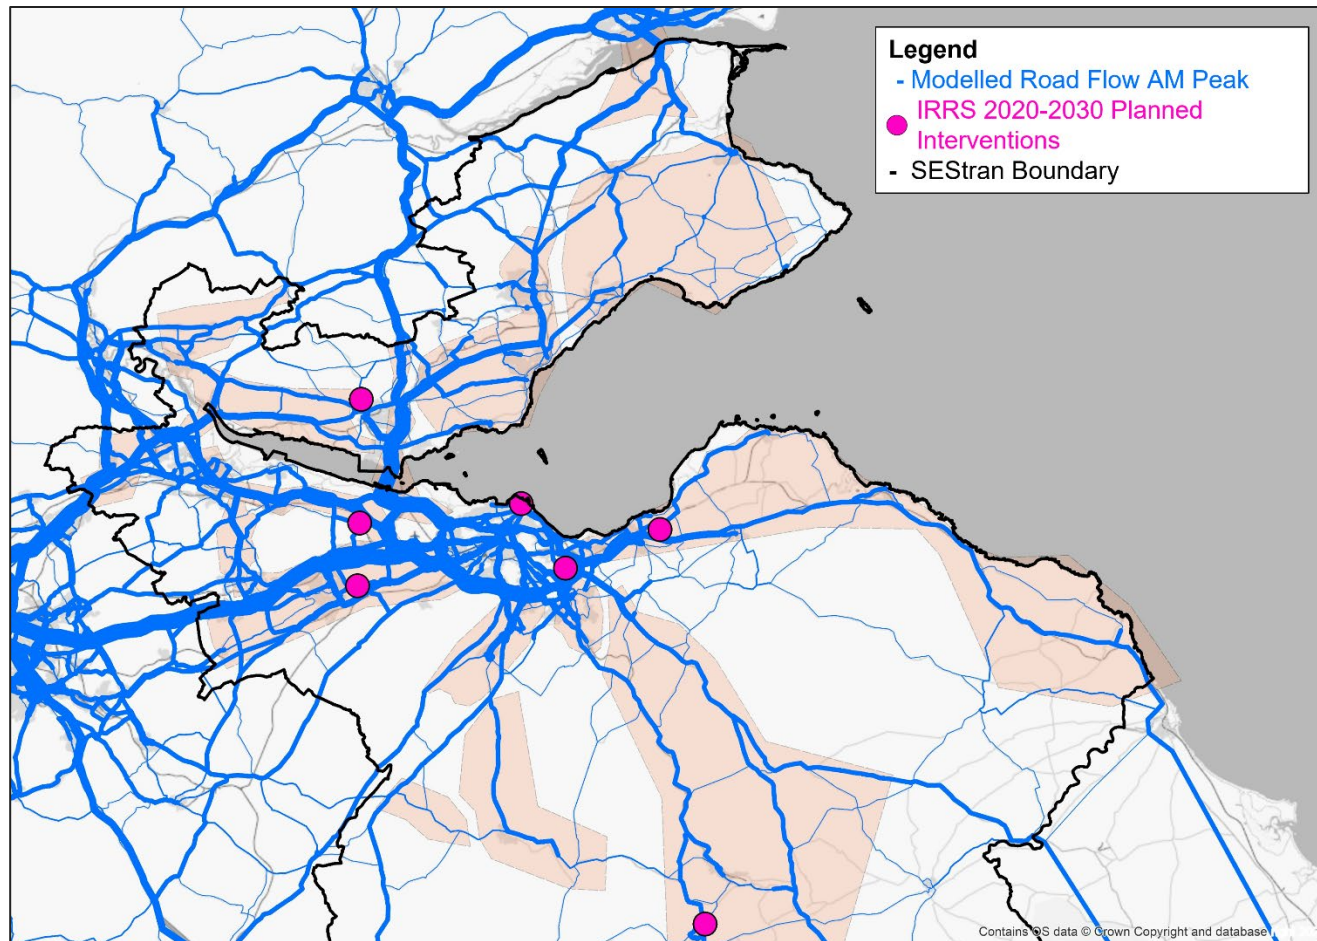 Legend
- Modelled Road Flow AM Peak
IRRS 2020-2030 Planned
Interventions
- SEStran Boundary
Contains OS data © Crown Copyright and database